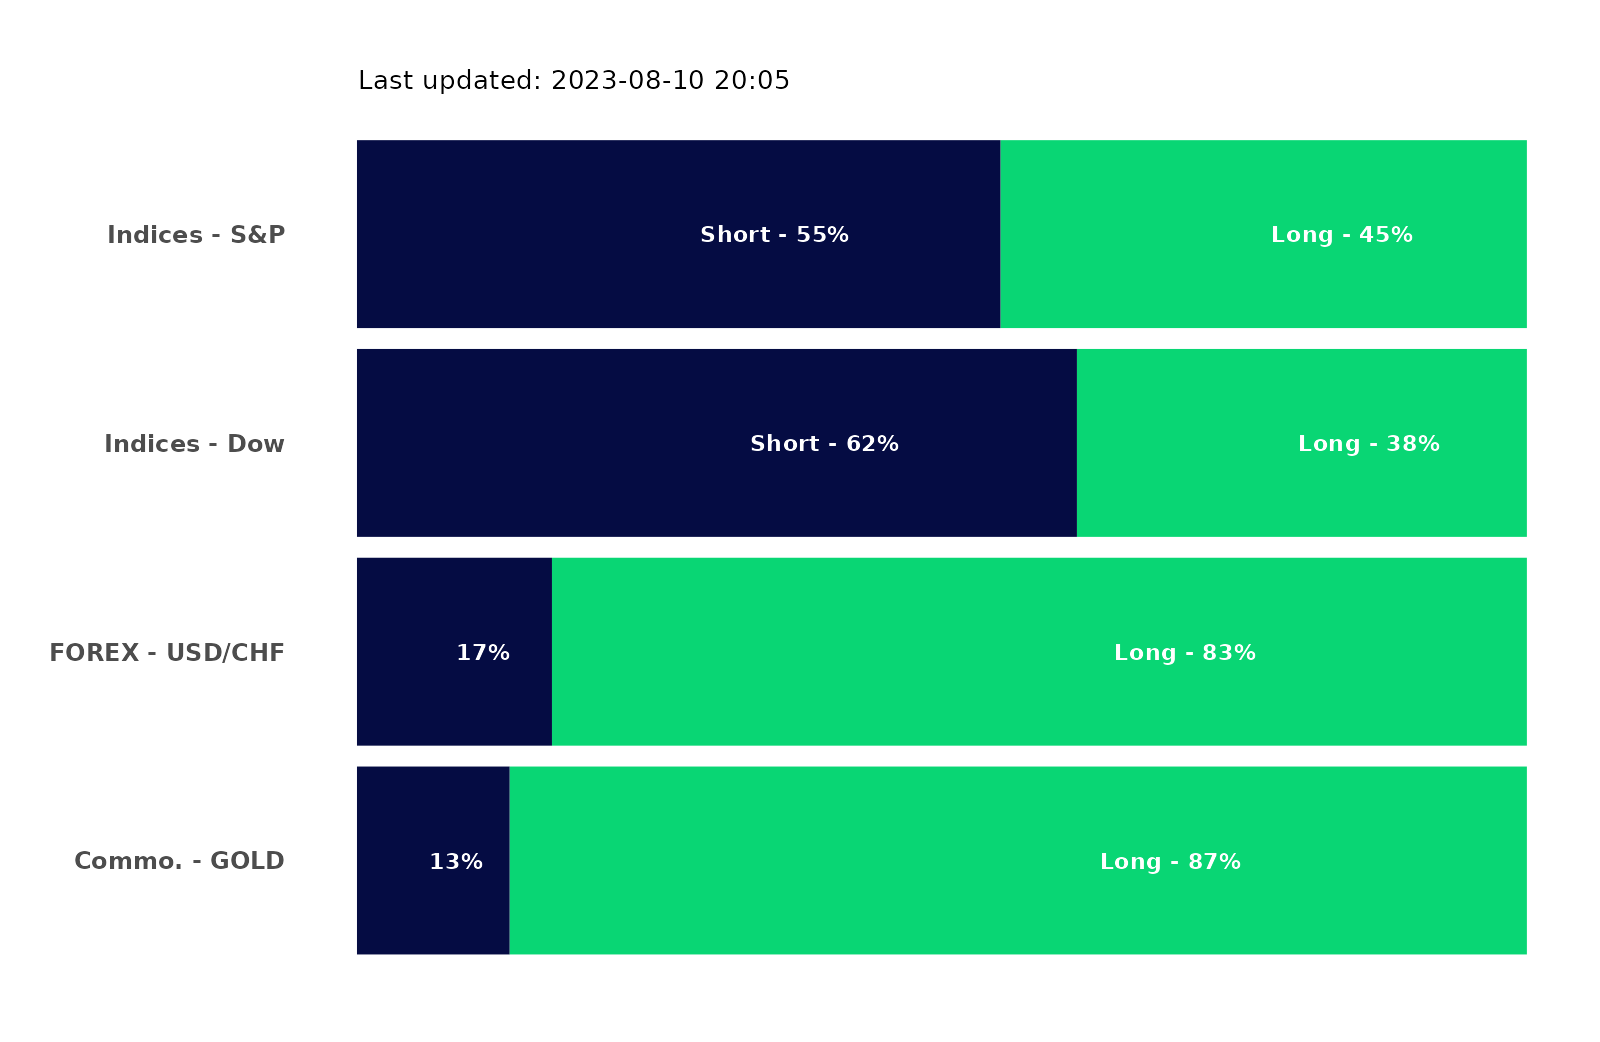 Last updated: 2023-08-10 20:05
Indices - S&P
Short - 55%
Long - 45%
Indices - Dow
Short - 62%
Long - 38%
FOREX - USD/CHF
17%
Long - 83%
Commo. - GOLD
13%
Long - 87%